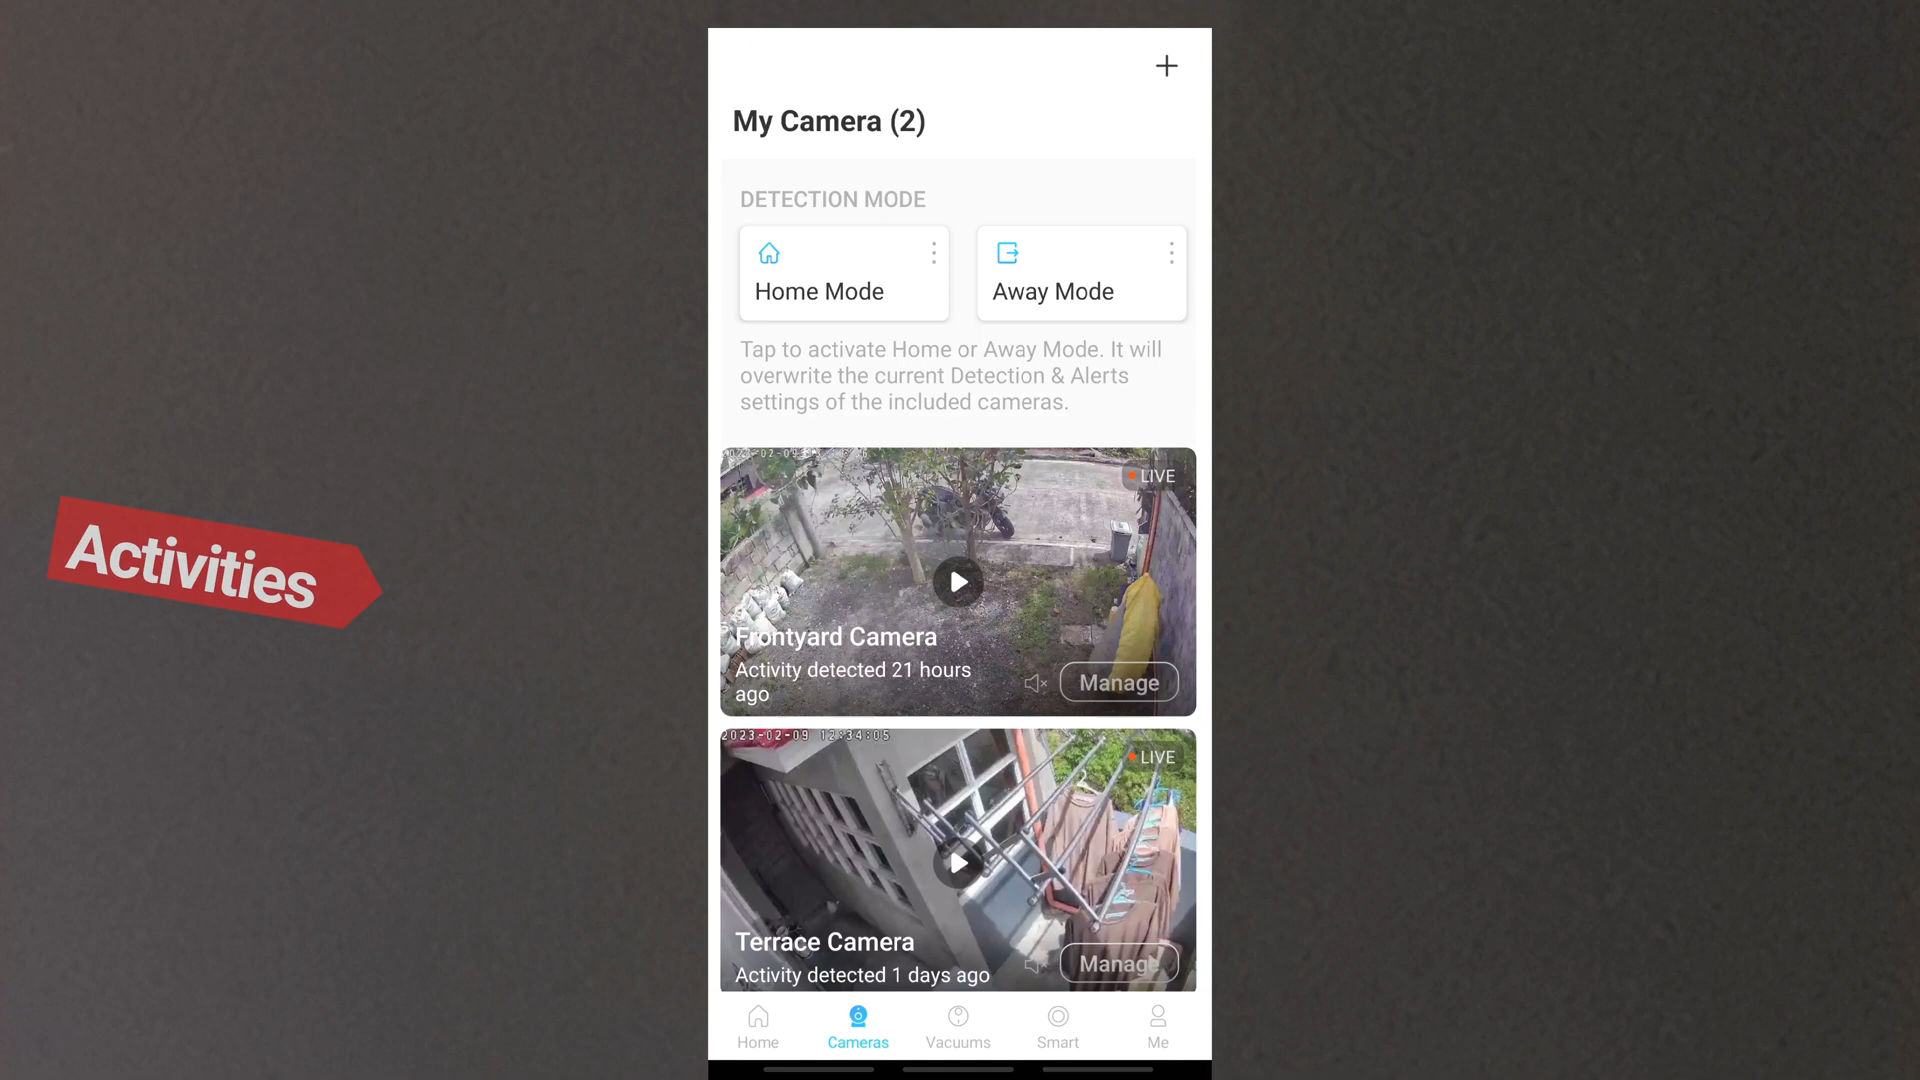 My Camera (2)
DETECTION MODE
Home Mode
Away Mode
Tap to activate Home or Away Mode. It will
overwrite the current Detection & Alerts
settings of the included cameras.
LIVE
Frontyard Camera
Activity detected 21 hours
ago
Manage
2023-02-09 12:34:05
LIVE
Terrace Camera
Activity detected 1 days ago
Manage
Home
Cameras
Vacuums
Smart
Me
Activities